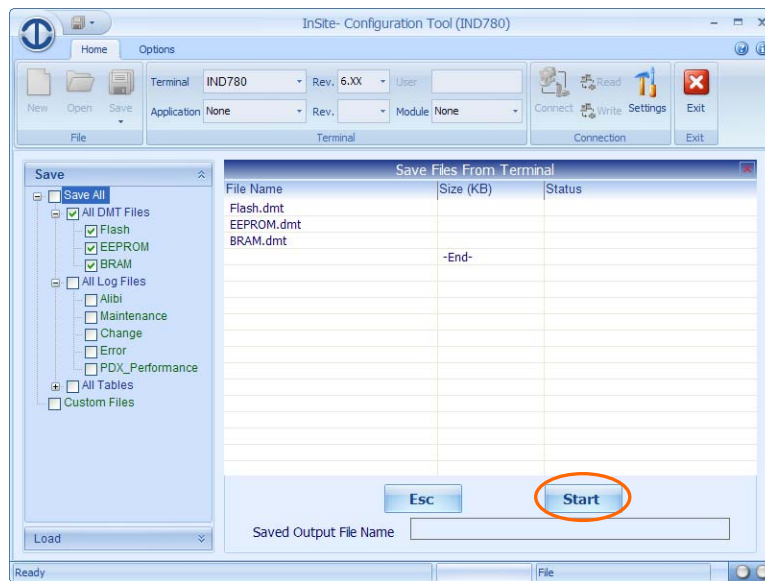 InSite- Configuration Tool (IND780)
Home Options
Terminal IND780 Rev. 6.XX User
New Open Save
Application None Rev. Module None
Connect Read Write Settings Exit
File Terminal Connection Exit
Save
Save All
All DMT Files
Flash
EEPROM
BRAM
All Log Files
Alibi
Maintenance
Change
Error
PDX_Performance
All Tables
Custom Files
Load
Save Files From Terminal
File Name Size (KB) Status
Flash.dmt
EEPROM.dmt
BRAM.dmt
-End-
Esc Start
Saved Output File Name
Ready File